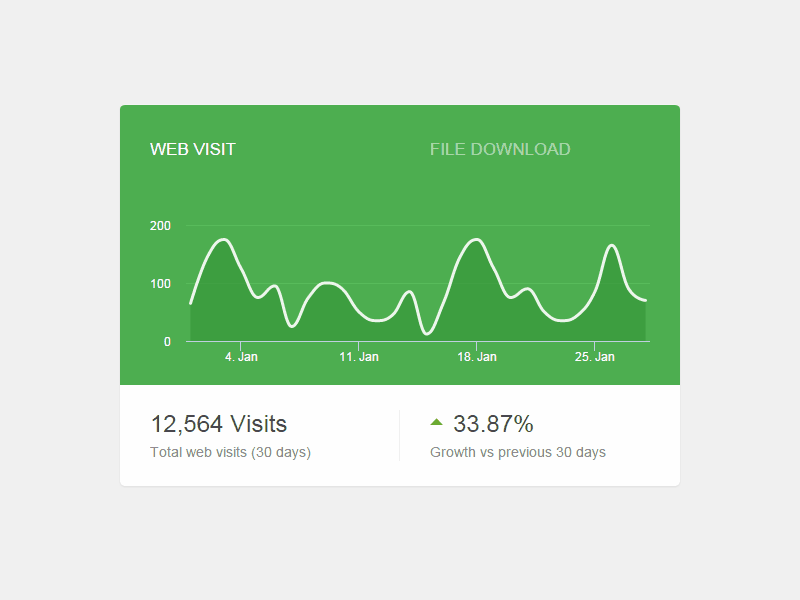 WEB VISIT FILE DOWNLOAD
200
100
0
4. Jan 11. Jan 18. Jan 25. Jan
12,564 Visits 33.87%
Total web visits (30 days) Growth vs previous 30 days